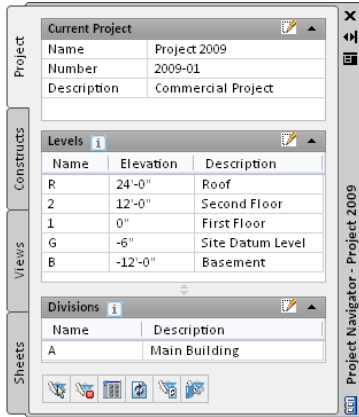 Project
Constructs
Views
Sheets
Current Project
Name Project 2009
Number 2009-01
Description Commercial Project
Levels
Name Elevation Description
R 24'-0" Roof
2 12'-0" Second Floor
1 0" First Floor
G -6" Site Datum Level
B -12'-0" Basement
Divisions
Name Description
A Main Building
Project Navigator - Project 2009